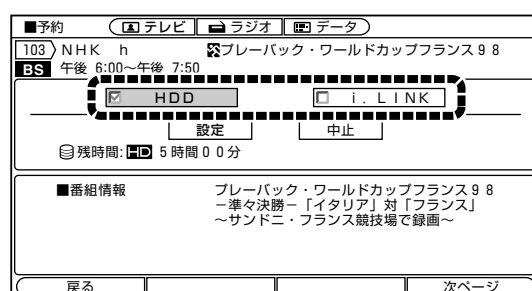 ■予約 テレビ ラジオ データ
103 NHK h プレーバック・ワールドカップフランス98
BS 午後 6:00〜午後 7:50
HDD i.LINK
設定 中止
残時間: HD 5時間00分
■番組情報 プレーバック・ワールドカップフランス98
−準々決勝−「イタリア」対「フランス」
〜サンドニ・フランス競技場で録画〜
戻る 次ページ